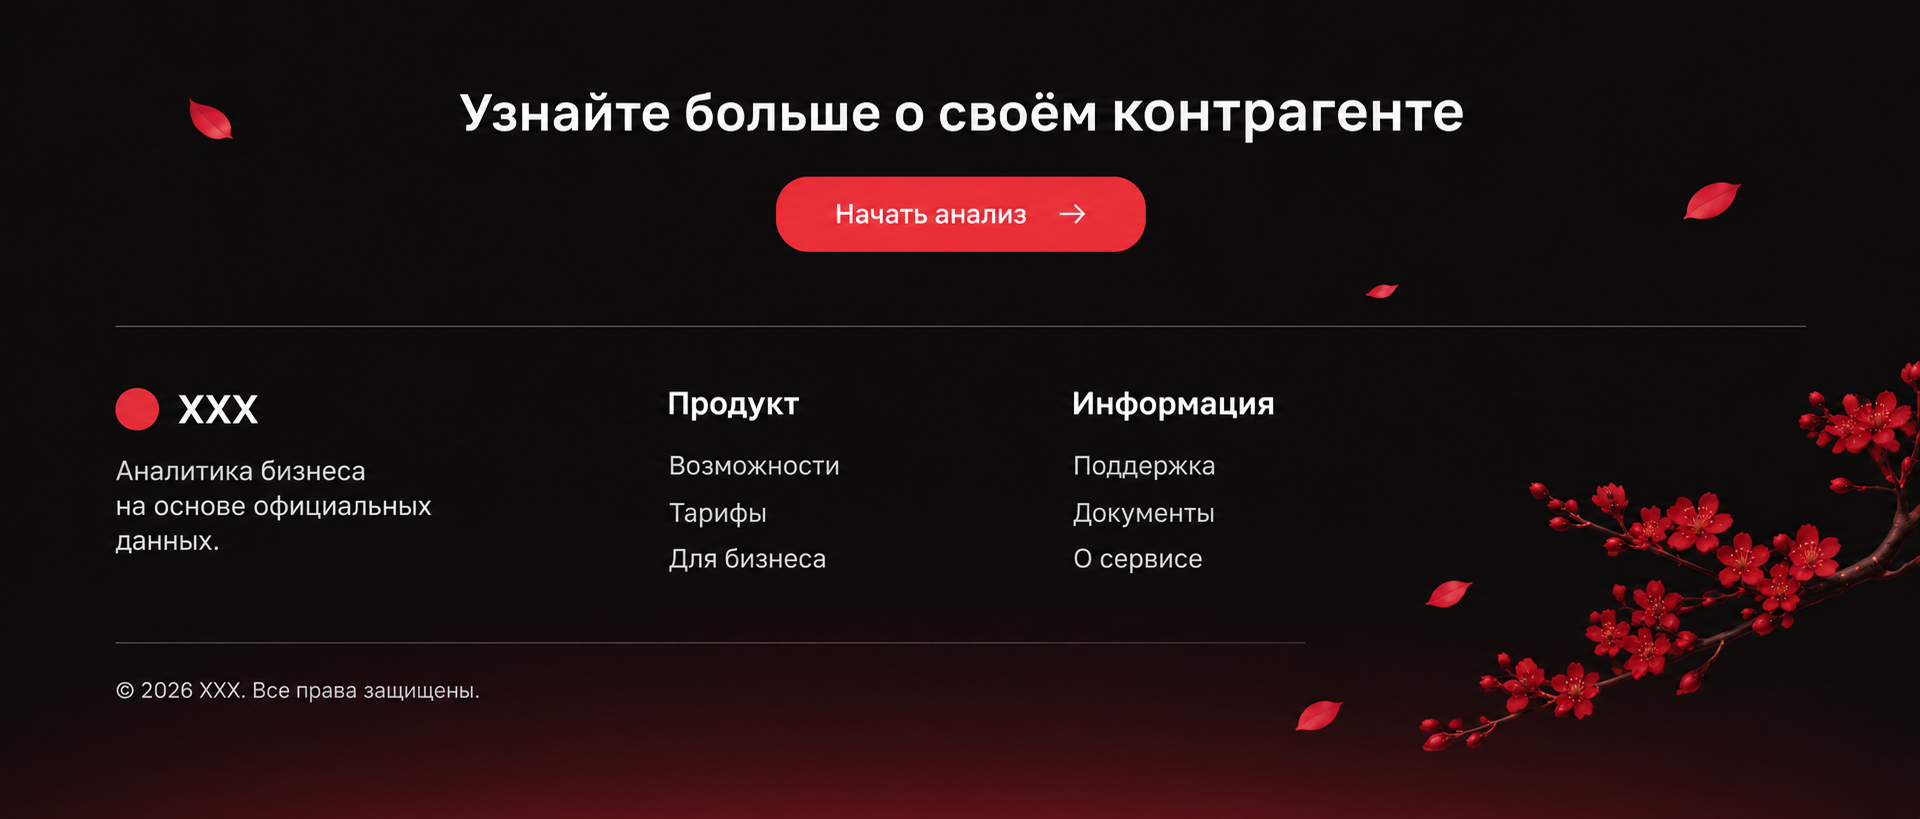 Узнайте больше о своём контрагенте
Начать анализ →
XXX
Аналитика бизнеса
на основе официальных
данных.
Продукт
Возможности
Тарифы
Для бизнеса
Информация
Поддержка
Документы
О сервисе
© 2026 XXX. Все права защищены.